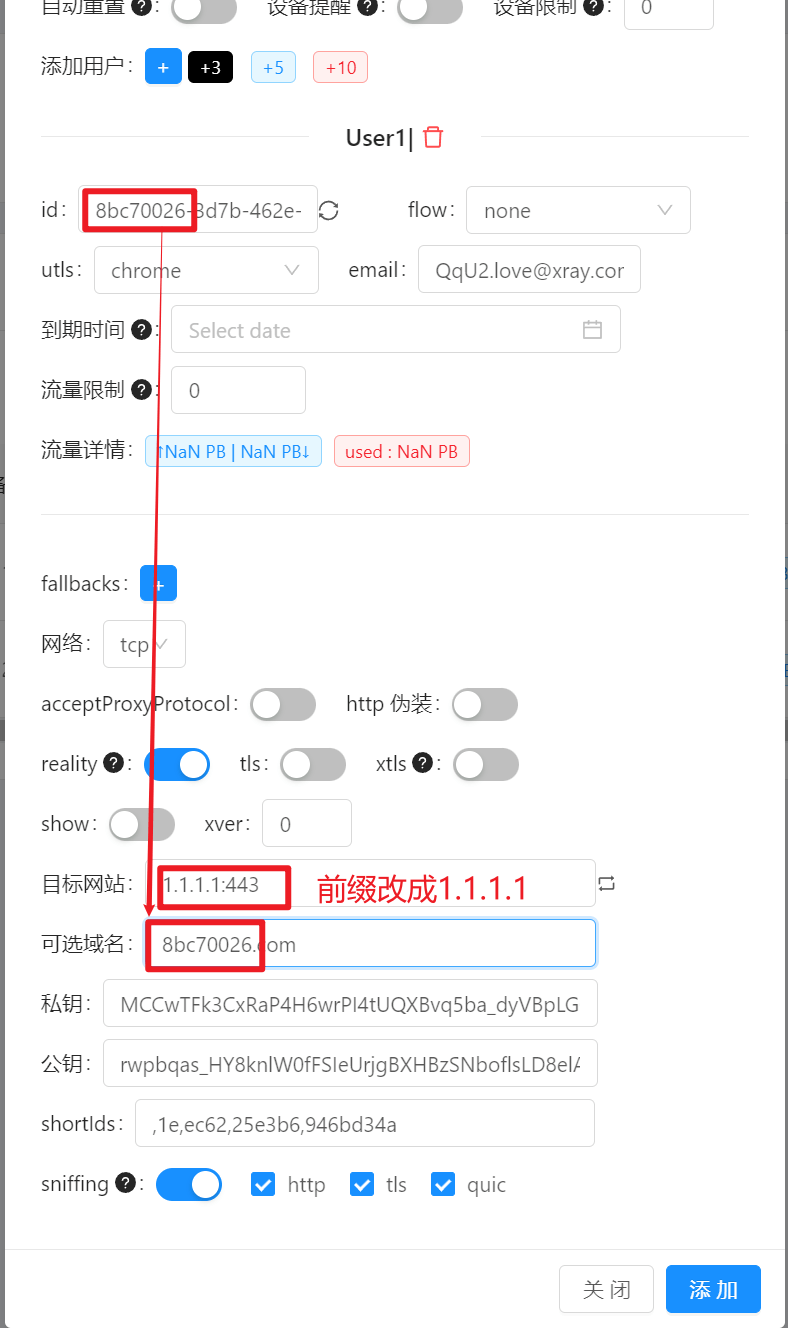 自动重置 ? : 设备提醒 ? : 设备限制 ? : 0
添加用户: + +3 +5 +10
User1|
id: 8bc70026-3d7b-462e- flow: none
utls: chrome email: QqU2.love@xray.cor
到期时间 ? : Select date
流量限制 ? : 0
流量详情: ↑NaN PB | NaN PB↓ used : NaN PB
fallbacks: +
网络: tcp
acceptProxyProtocol: http 伪装:
reality ? : tls: xtls ? :
show: xver: 0
目标网站: 1.1.1.1:443 前缀改成1.1.1.1
可选域名: 8bc70026.com
私钥: MCCwTFk3CxRaP4H6wrPI4tUQXBvq5ba_dyVBpLG
公钥: rwpbqas_HY8knlW0fFSIeUrjgBXHBzSNboflsLD8elA
shortIds: ,1e,ec62,25e3b6,946bd34a
sniffing ? : http tls quic
关 闭 添 加